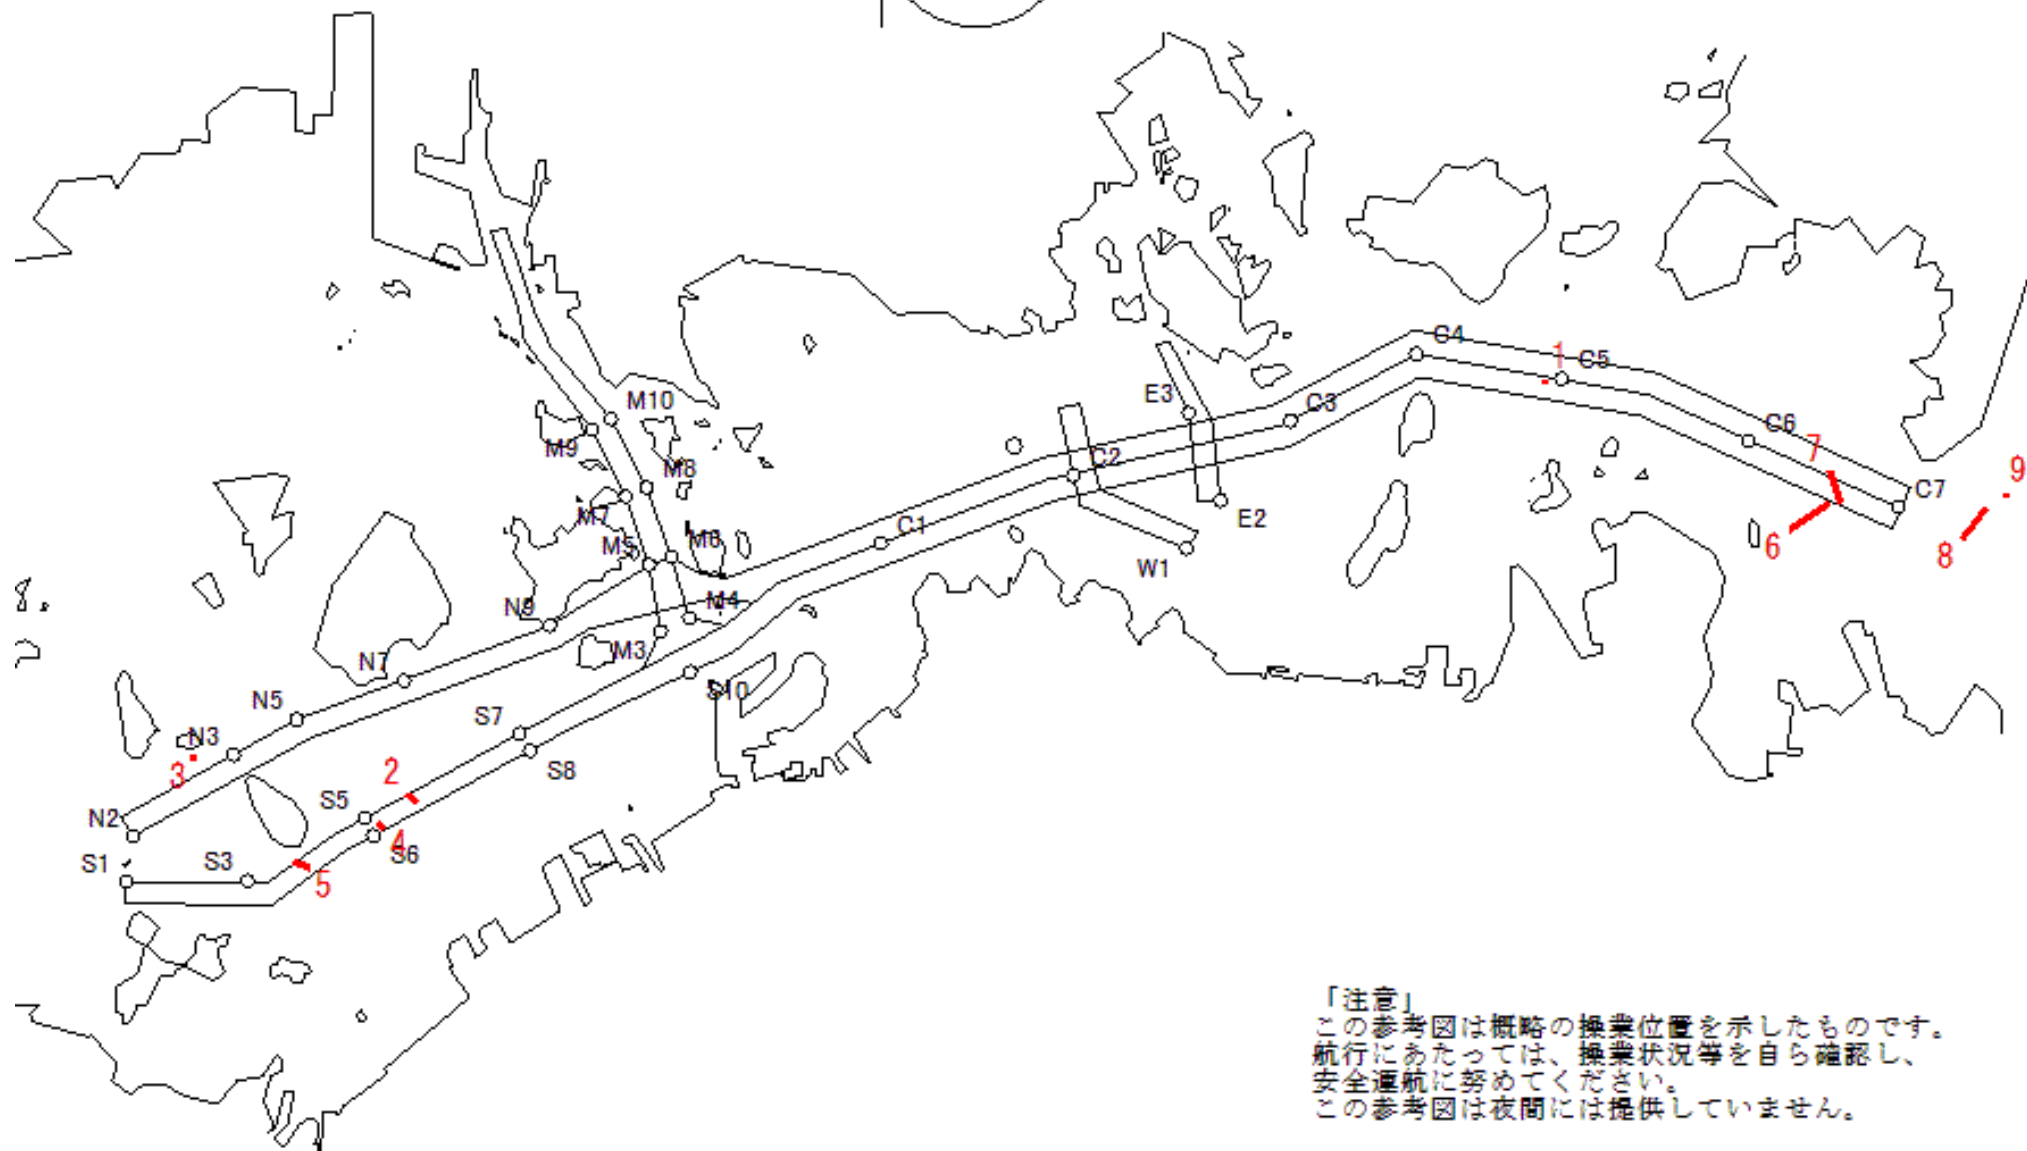 C4
1
C5
E3
C3
M10
C6
7
M9
C2
M8
9
C7
E2
M7
C1
M5
M6
6
8
W1
N9
M4
M3
N7
S10
N5
S7
N3
3
2
S8
S5
N2
4
S6
S1
S3
5
「注意」
この参考図は概略の操業位置を示したものです。
航行にあたっては、操業状況等を自ら確認し、
安全運航に努めてください。
この参考図は夜間には提供していません。